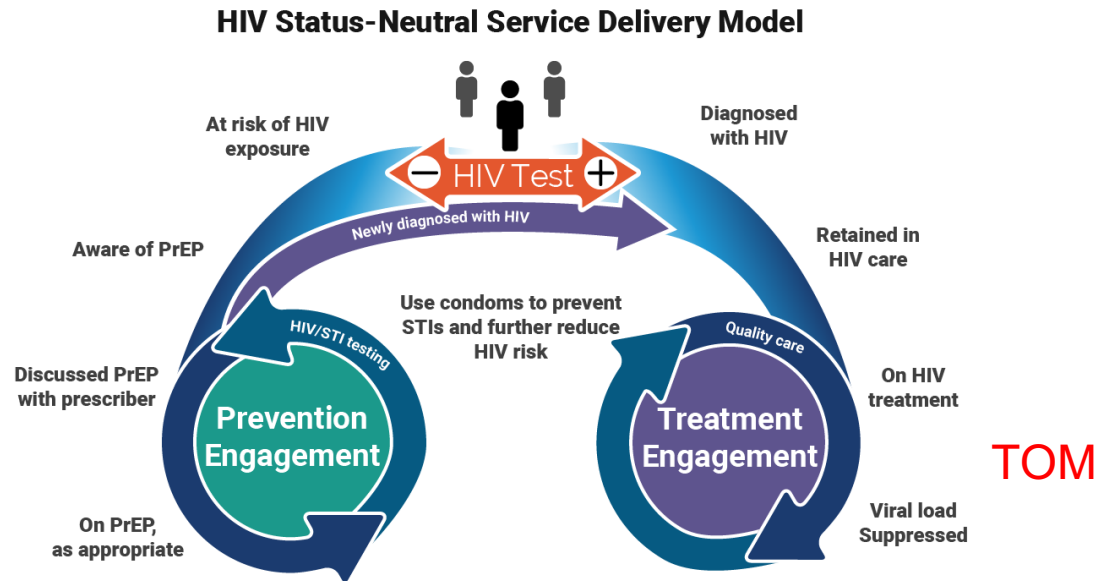 HIV Status-Neutral Service Delivery Model
At risk of HIV
exposure
Diagnosed
with HIV
− HIV Test +
Newly diagnosed with HIV
Aware of PrEP
Retained in
HIV care
Use condoms to prevent
STIs and further reduce
HIV risk
HIV/STI testing
Quality care
Discussed PrEP
with prescriber
On HIV
treatment
Prevention
Engagement
Treatment
Engagement
TOM
On PrEP,
as appropriate
Viral load
Suppressed